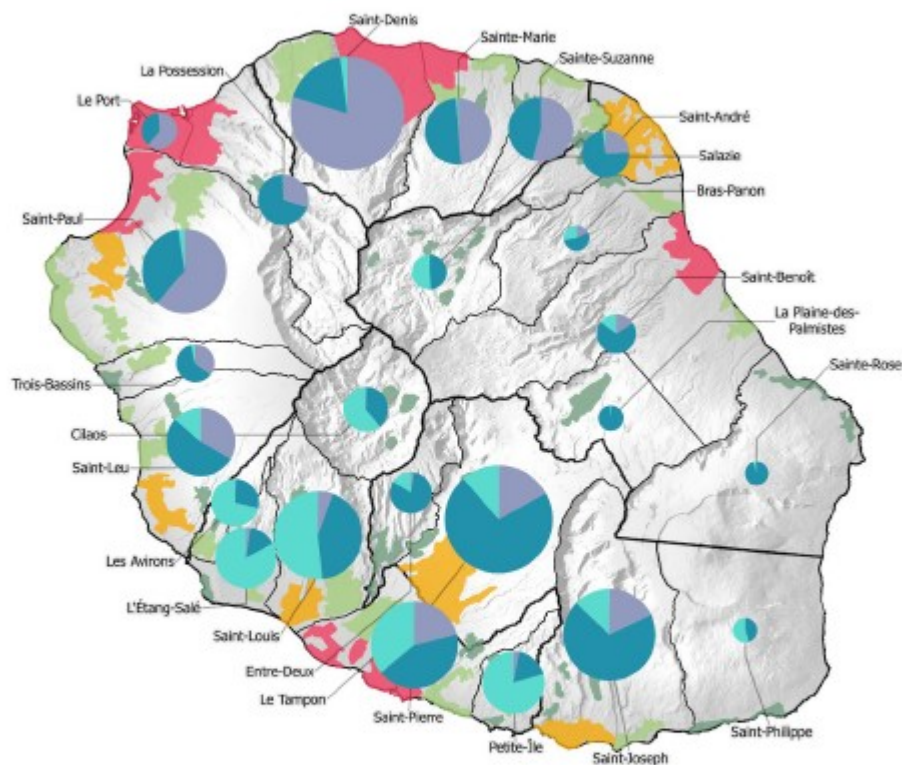 Saint-Denis
Sainte-Marie
Sainte-Suzanne
La Possession
Le Port
Saint-André
Salazie
Bras-Panon
Saint-Paul
Saint-Benoît
La Plaine-des-
Palmistes
Sainte-Rose
Trois-Bassins
Cilaos
Saint-Leu
Les Avirons
L'Étang-Salé
Saint-Louis
Entre-Deux
Le Tampon
Saint-Pierre
Petite-Île
Saint-Joseph
Saint-Philippe